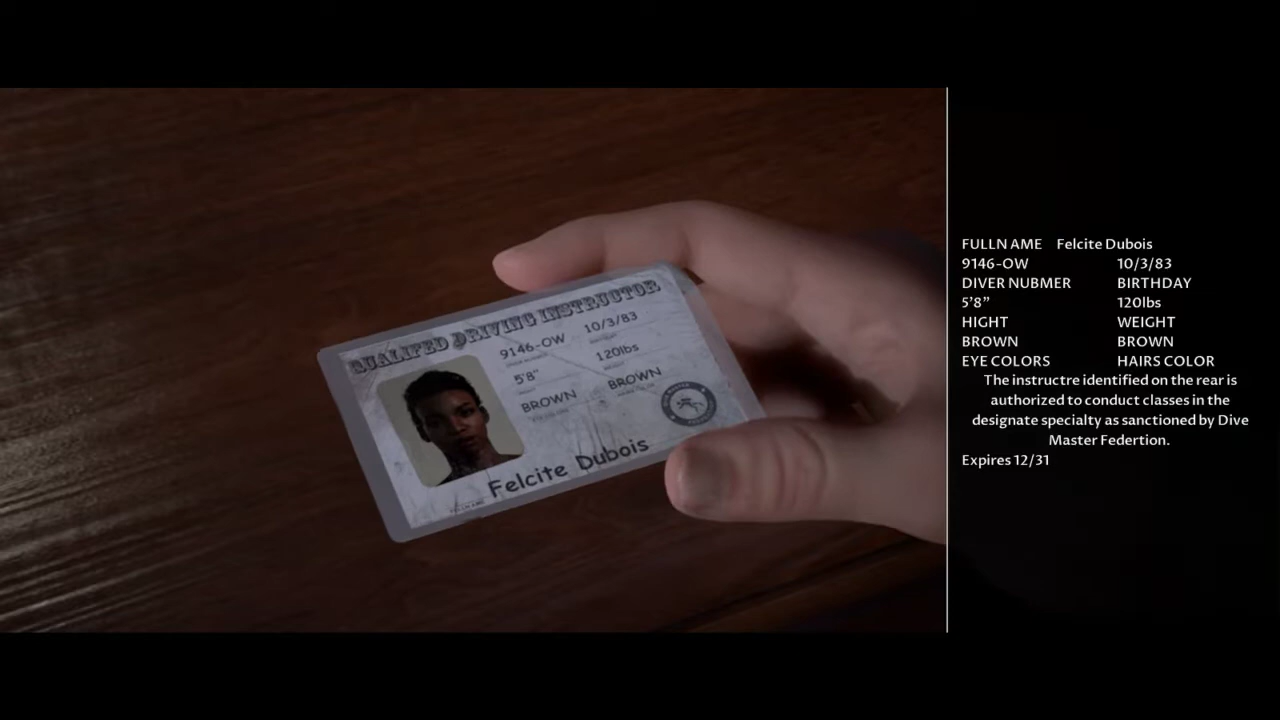 QUALIFED DRIVING INSTRUCTOR
9146-OW 10/3/83
5'8" 120lbs
BROWN BROWN
Felcite Dubois
FULLNAME
FULLN AME Felcite Dubois
9146-OW 10/3/83
DIVER NUBMER BIRTHDAY
5'8" 120lbs
HIGHT WEIGHT
BROWN BROWN
EYE COLORS HAIRS COLOR
The instructre identified on the rear is
authorized to conduct classes in the
designate specialty as sanctioned by Dive
Master Federtion.
Expires 12/31